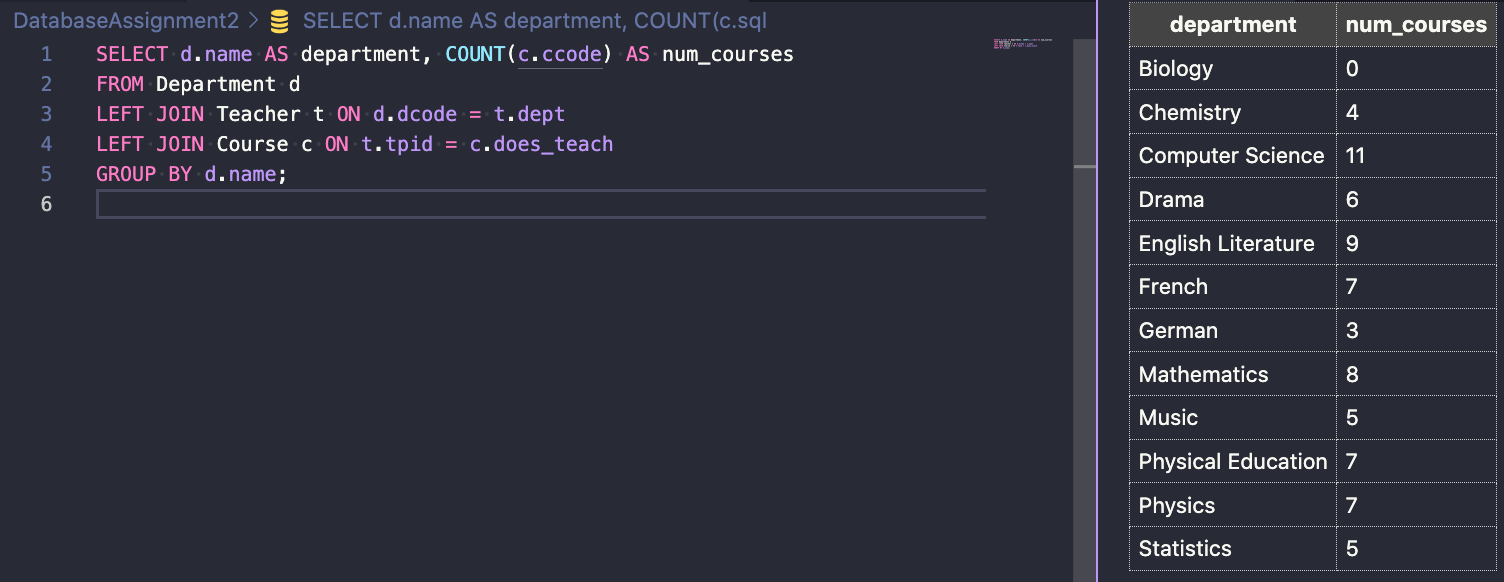 DatabaseAssignment2 > SELECT d.name AS department, COUNT(c.sql
1 SELECT d.name AS department, COUNT(c.ccode) AS num_courses
2 FROM Department d
3 LEFT JOIN Teacher t ON d.dcode = t.dept
4 LEFT JOIN Course c ON t.tpid = c.does_teach
5 GROUP BY d.name;
6
department num_courses
Biology 0
Chemistry 4
Computer Science 11
Drama 6
English Literature 9
French 7
German 3
Mathematics 8
Music 5
Physical Education 7
Physics 7
Statistics 5